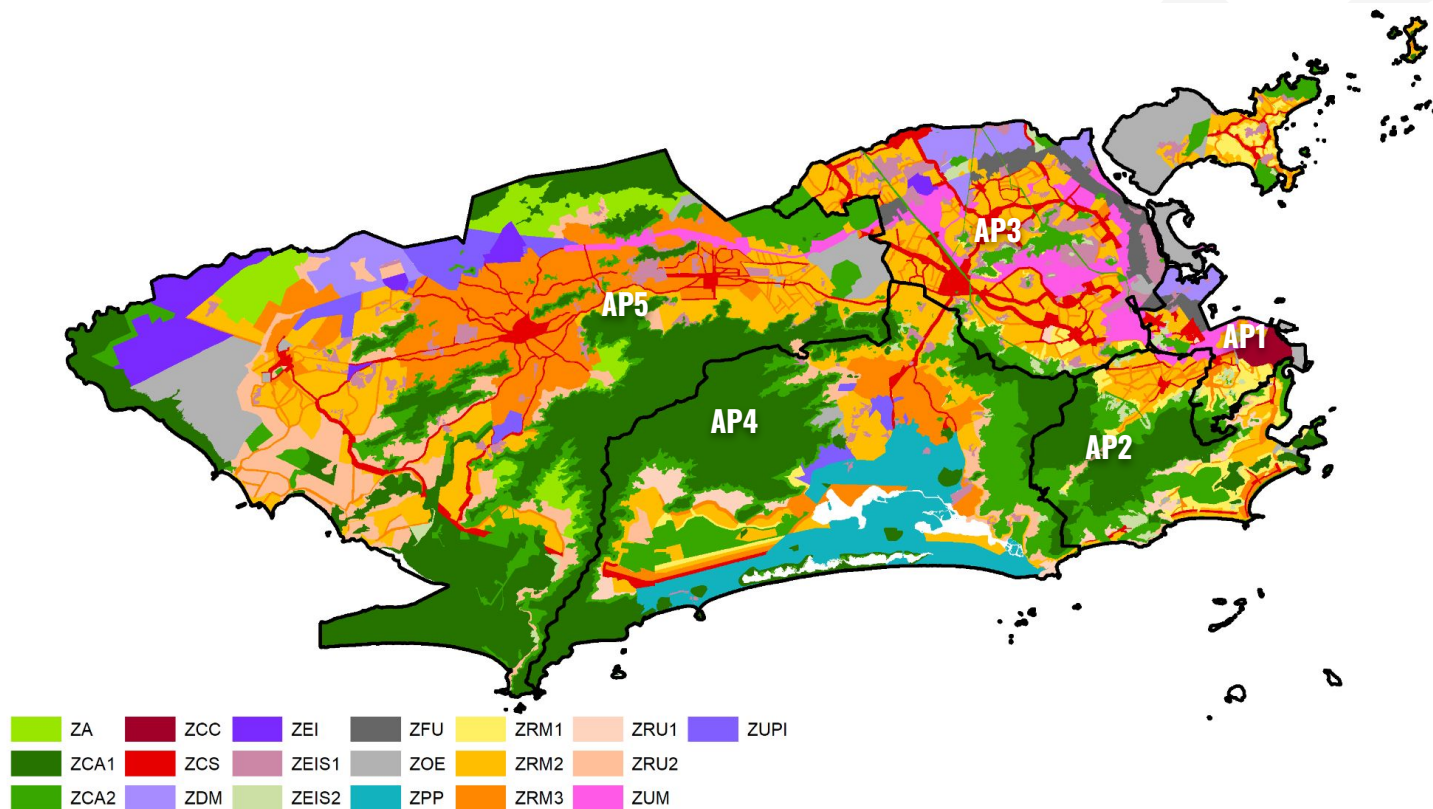 AP3
AP5
AP1
AP4
AP2
ZA ZCC ZEI ZFU ZRM1 ZRU1 ZUPI
ZCA1 ZCS ZEIS1 ZOE ZRM2 ZRU2
ZCA2 ZDM ZEIS2 ZPP ZRM3 ZUM